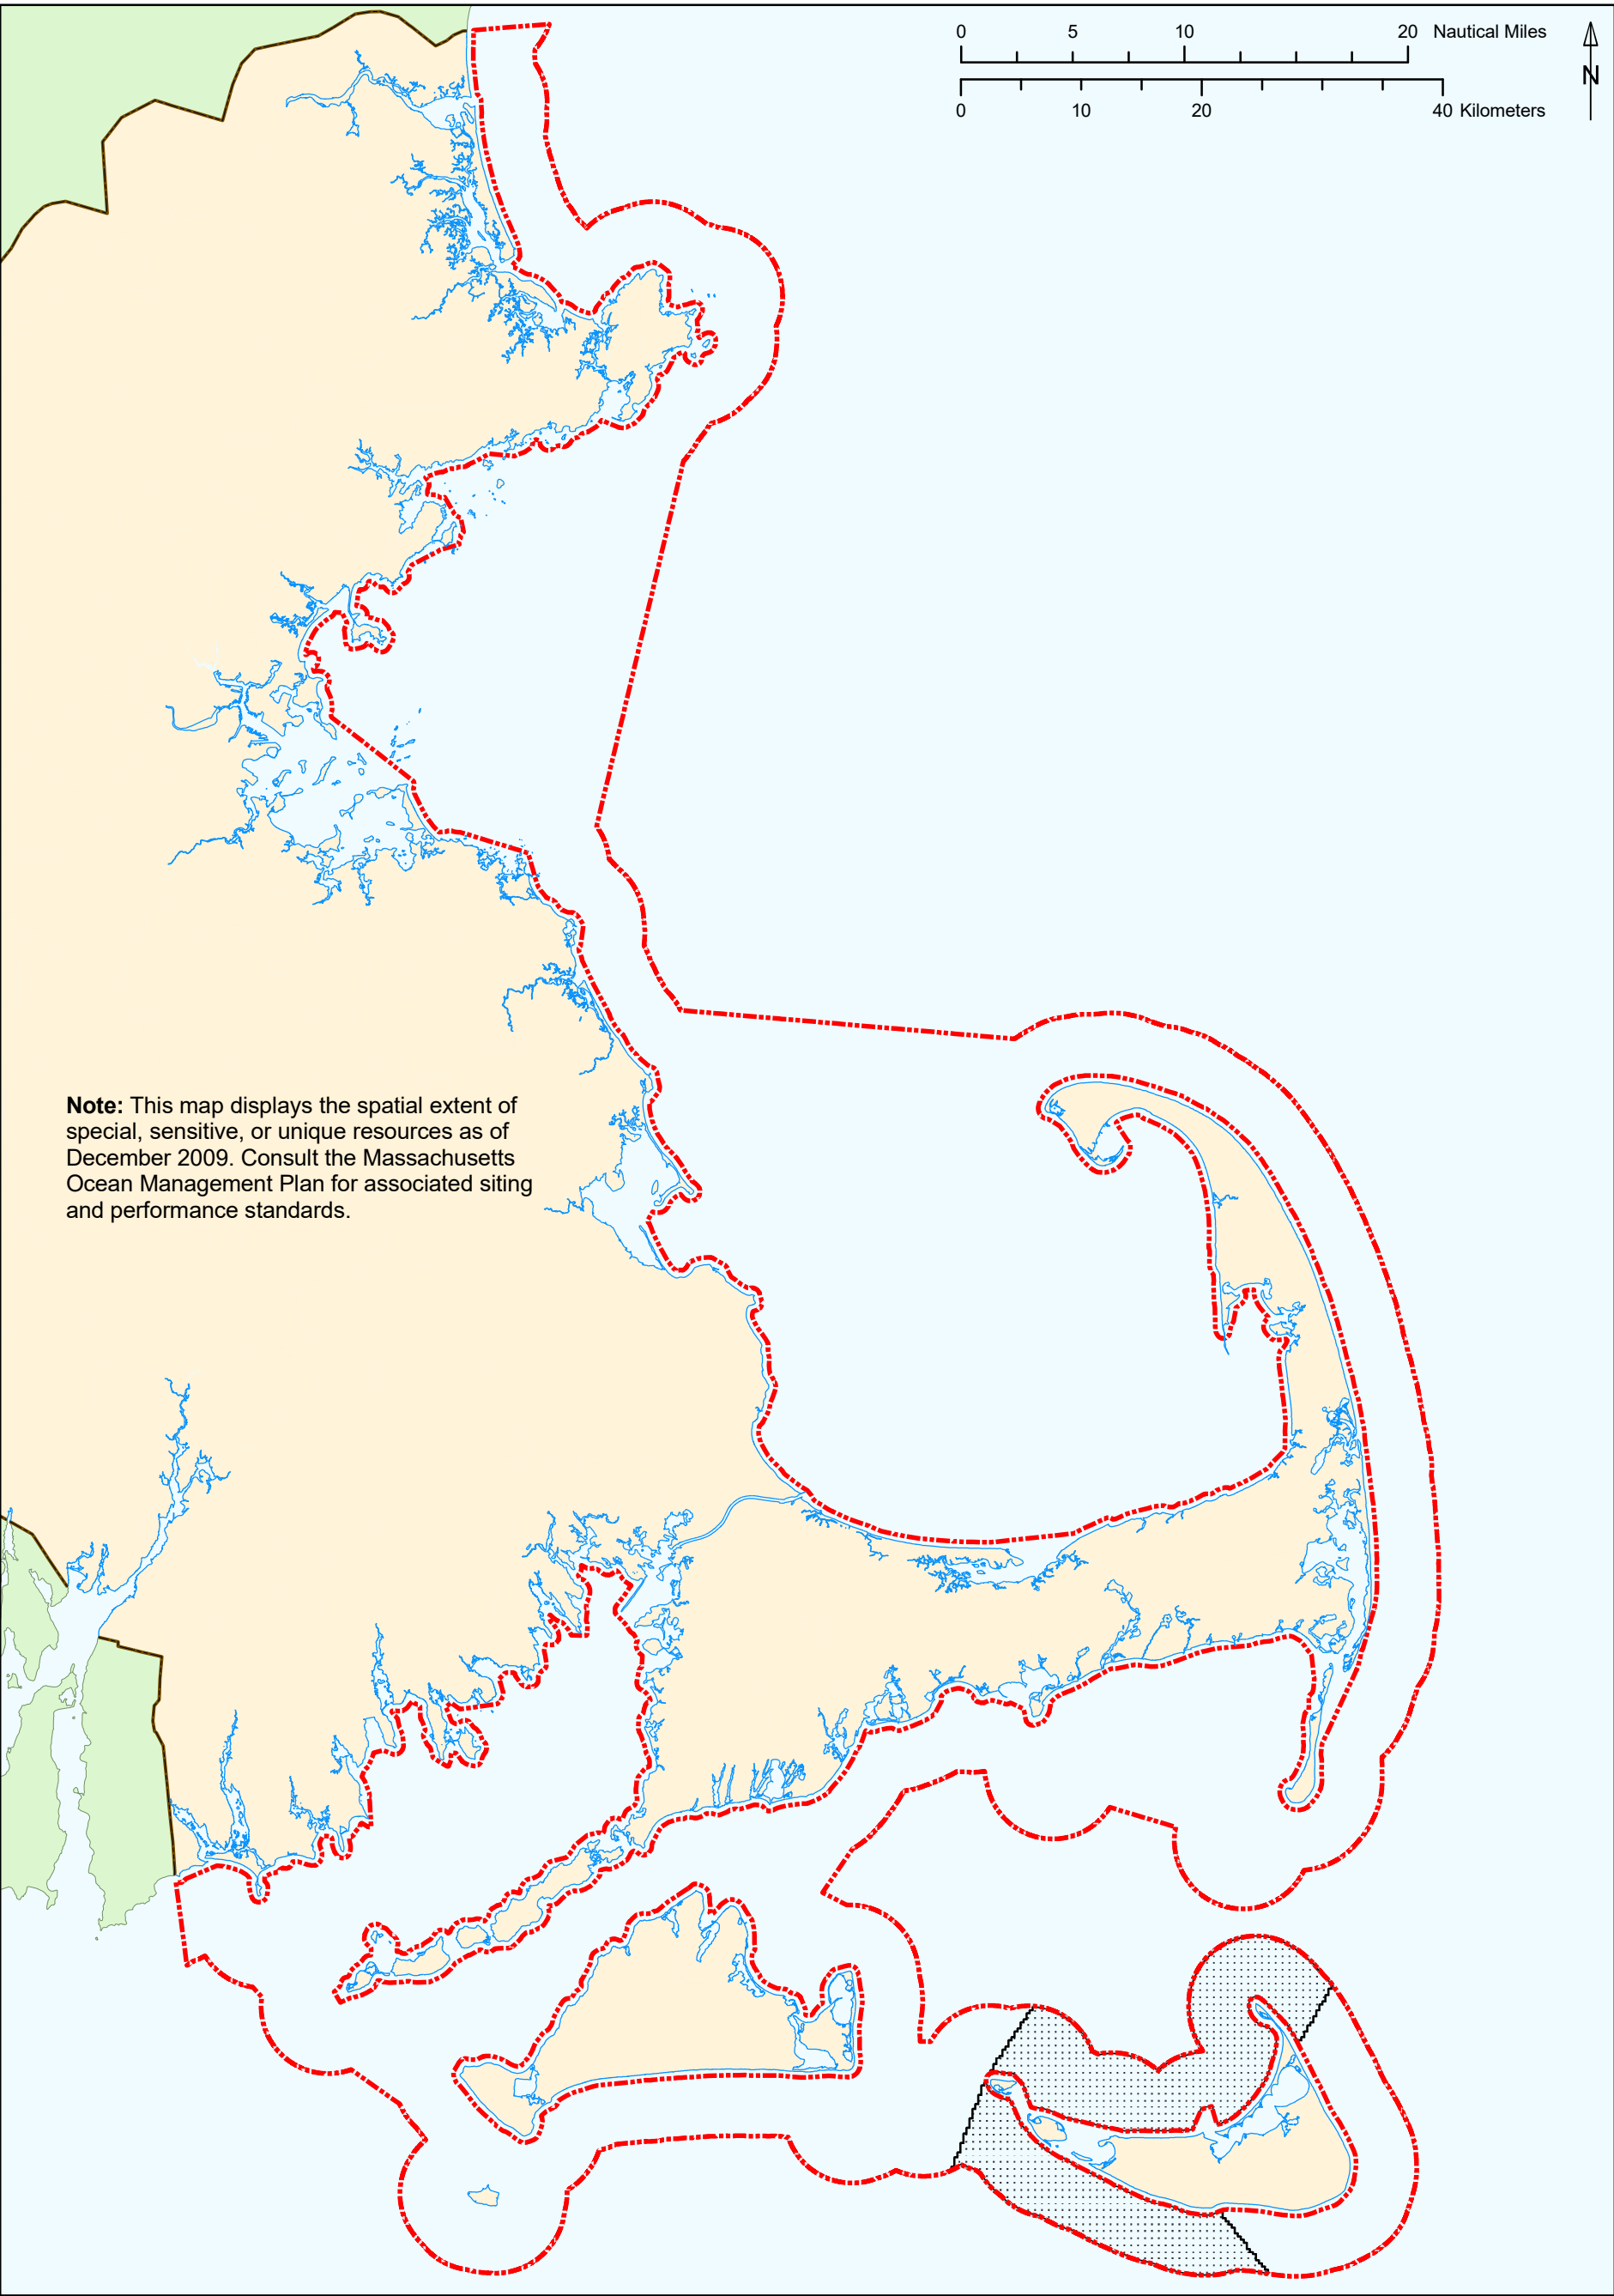 0 5 10 20 Nautical Miles
0 10 20 40 Kilometers
N
Note: This map displays the spatial extent of
special, sensitive, or unique resources as of
December 2009. Consult the Massachusetts
Ocean Management Plan for associated siting
and performance standards.